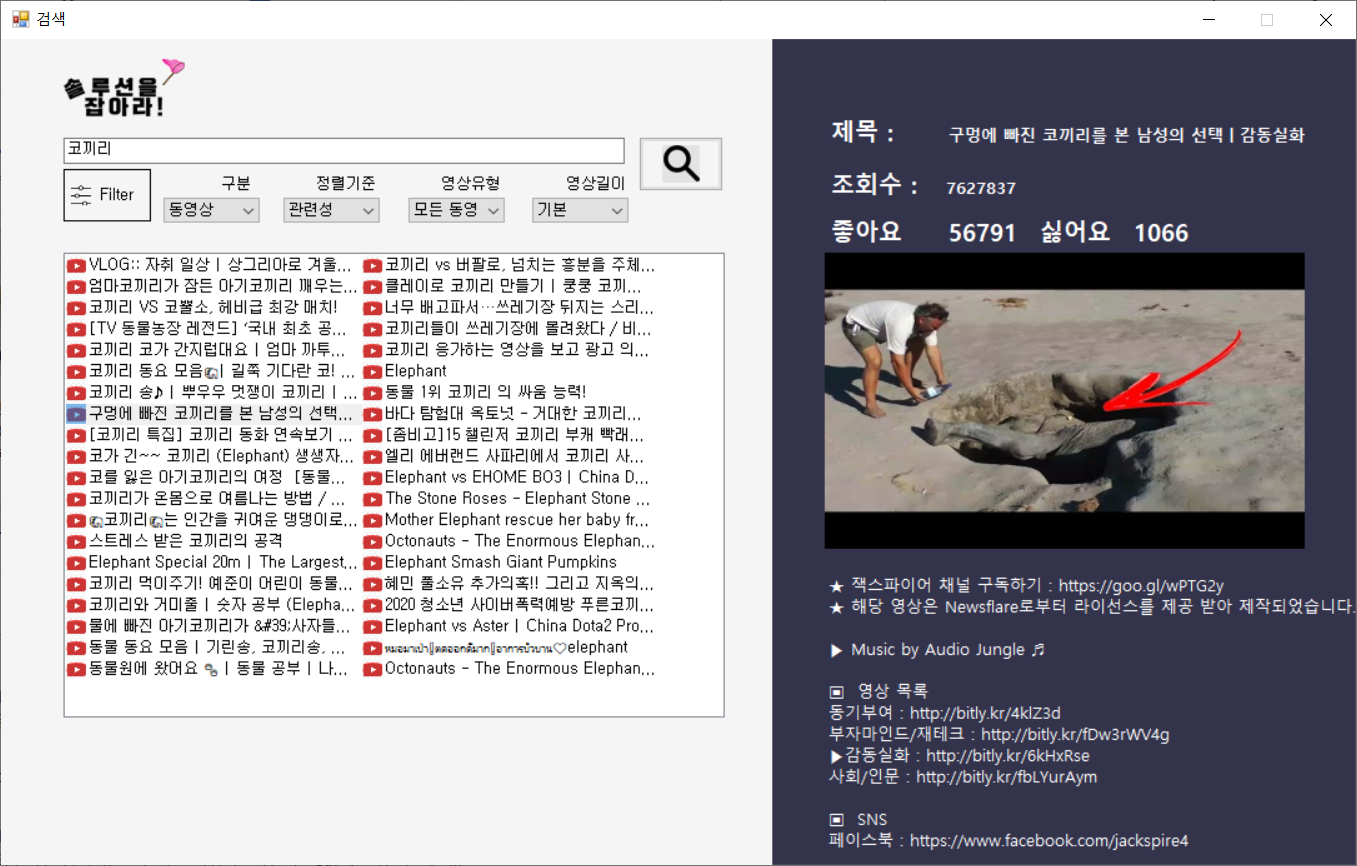 검색
솔루션을
잡아라!
코끼리
Filter
구분 정렬기준 영상유형 영상길이
동영상 관련성 모든 동영 기본
VLOG:: 자취 일상 | 상그리아로 겨울...
엄마코끼리가 잠든 아기코끼리 깨우는...
코끼리 VS 코뿔소, 헤비급 최강 매치!
[TV 동물농장 레전드] ‘국내 최초 공...
코끼리 코가 간지럽대요 | 엄마 까투...
코끼리 동요 모음🐘| 길쭉 기다란 코! ...
코끼리 송♪ | 뿌우우 멋쟁이 코끼리 | ...
구멍에 빠진 코끼리를 본 남성의 선택...
[코끼리 특집] 코끼리 동화 연속보기 ...
코가 긴~~ 코끼리 (Elephant) 생생자...
코를 잃은 아기코끼리의 여정 [동물...
코끼리가 온몸으로 여름나는 방법 / ...
🐘코끼리🐘는 인간을 귀여운 댕댕이로...
스트레스 받은 코끼리의 공격
Elephant Special 20m | The Largest...
코끼리 먹이주기! 예준이 어린이 동물...
코끼리와 거미줄 | 숫자 공부 (Elepha...
물에 빠진 아기코끼리가 &#39;사자들...
동물 동요 모음 | 기린송, 코끼리송, ...
동물원에 왔어요 | 동물 공부 | 나...
코끼리 vs 버팔로, 넘치는 흥분을 주체...
클레이로 코끼리 만들기 | 쿵쿵 코끼...
너무 배고파서…쓰레기장 뒤지는 스리...
코끼리들이 쓰레기장에 몰려왔다 / 비...
코끼리 응가하는 영상을 보고 광고 의...
Elephant
동물 1위 코끼리 의 싸움 능력!
바다 탐험대 옥토넛 - 거대한 코끼리...
[좀비고]15 챌린저 코끼리 부캐 빡래...
엘리 에버랜드 사파리에서 코끼리 사...
Elephant vs EHOME BO3 | China D...
The Stone Roses - Elephant Stone ...
Mother Elephant rescue her baby fr...
Octonauts - The Enormous Elephan...
Elephant Smash Giant Pumpkins
혜민 풀소유 추가의혹!! 그리고 지옥의...
2020 청소년 사이버폭력예방 푸른코끼...
Elephant vs Aster | China Dota2 Pro...
หมอมาเป่า||ตดออกดีมาก||อาการบัวบาน♡elephant
Octonauts - The Enormous Elephan...
제목 : 구멍에 빠진 코끼리를 본 남성의 선택 | 감동실화
조회수 : 7627837
좋아요 56791 싫어요 1066
★ 잭스파이어 채널 구독하기 : https://goo.gl/wPTG2y
★ 해당 영상은 Newsflare로부터 라이선스를 제공 받아 제작되었습니다.
▶ Music by Audio Jungle ♬
▣ 영상 목록
동기부여 : http://bitly.kr/4klZ3d
부자마인드/재테크 : http://bitly.kr/fDw3rWV4g
▶감동실화 : http://bitly.kr/6kHxRse
사회/인문 : http://bitly.kr/fbLYurAym
▣ SNS
페이스북 : https://www.facebook.com/jackspire4